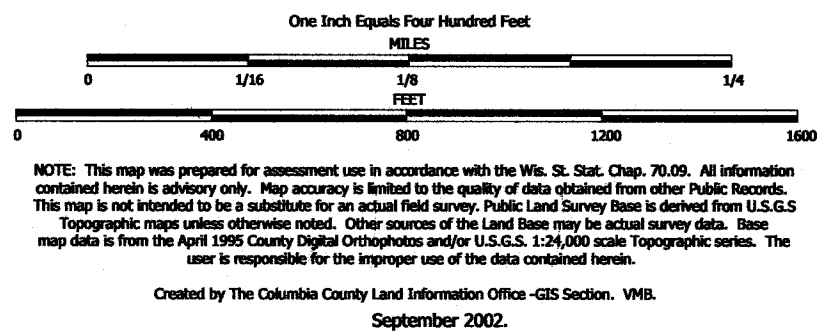 One Inch Equals Four Hundred Feet
MILES
0 1/16 1/8 1/4
FEET
0 400 800 1200 1600
NOTE: This map was prepared for assessment use in accordance with the Wis. St. Stat. Chap. 70.09. All information
contained herein is advisory only. Map accuracy is limited to the quality of data obtained from other Public Records.
This map is not intended to be a substitute for an actual field survey. Public Land Survey Base is derived from U.S.G.S
Topographic maps unless otherwise noted. Other sources of the Land Base may be actual survey data. Base
map data is from the April 1995 County Digital Orthophotos and/or U.S.G.S. 1:24,000 scale Topographic series. The
user is responsible for the improper use of the data contained herein.
Created by The Columbia County Land Information Office -GIS Section. VMB.
September 2002.